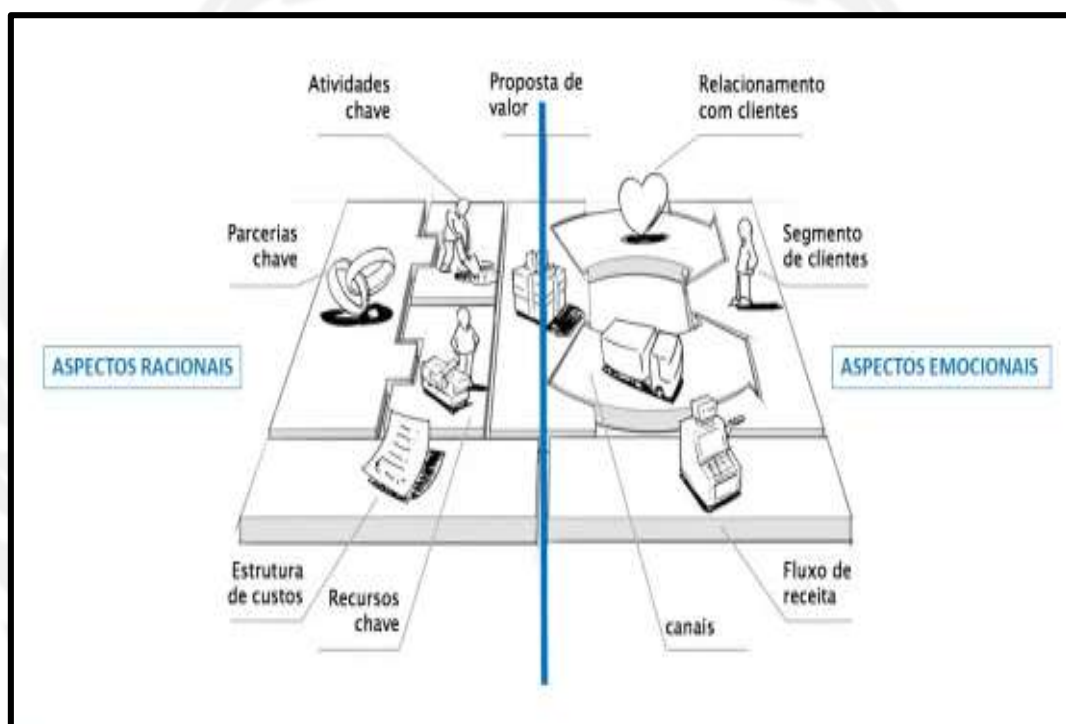 Atividades
chave
Proposta de
valor
Relacionamento
com clientes
Parcerias
chave
Segmento
de clientes
ASPECTOS RACIONAIS
ASPECTOS EMOCIONAIS
Estrutura
de custos
Recursos
chave
canais
Fluxo de
receita